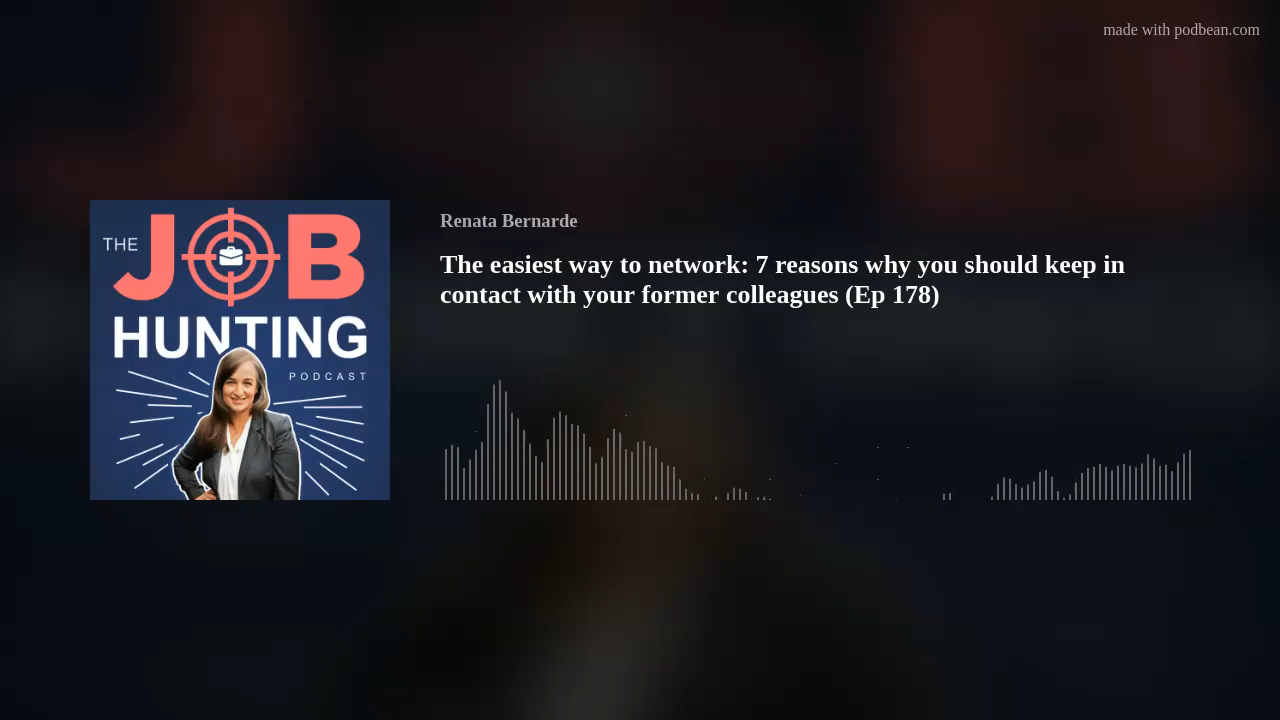 made with podbean.com
THE JOB
HUNTING
PODCAST
Renata Bernarde
The easiest way to network: 7 reasons why you should keep in
contact with your former colleagues (Ep 178)